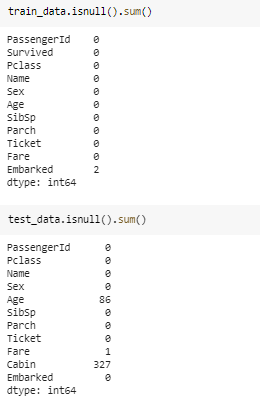 train_data.isnull().sum()
PassengerId    0
Survived       0
Pclass         0
Name           0
Sex            0
Age            0
SibSp          0
Parch          0
Ticket         0
Fare           0
Embarked       2
dtype: int64
test_data.isnull().sum()
PassengerId      0
Pclass           0
Name             0
Sex              0
Age             86
SibSp            0
Parch            0
Ticket           0
Fare             1
Cabin          327
Embarked         0
dtype: int64